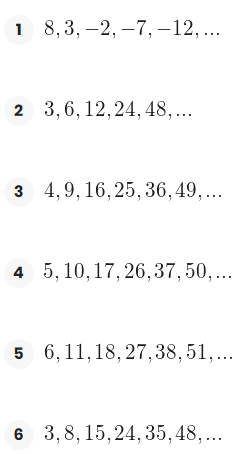 1 8, 3, −2, −7, −12, ...
2 3, 6, 12, 24, 48, ...
3 4, 9, 16, 25, 36, 49, ...
4 5, 10, 17, 26, 37, 50, ...
5 6, 11, 18, 27, 38, 51, ...
6 3, 8, 15, 24, 35, 48, ...